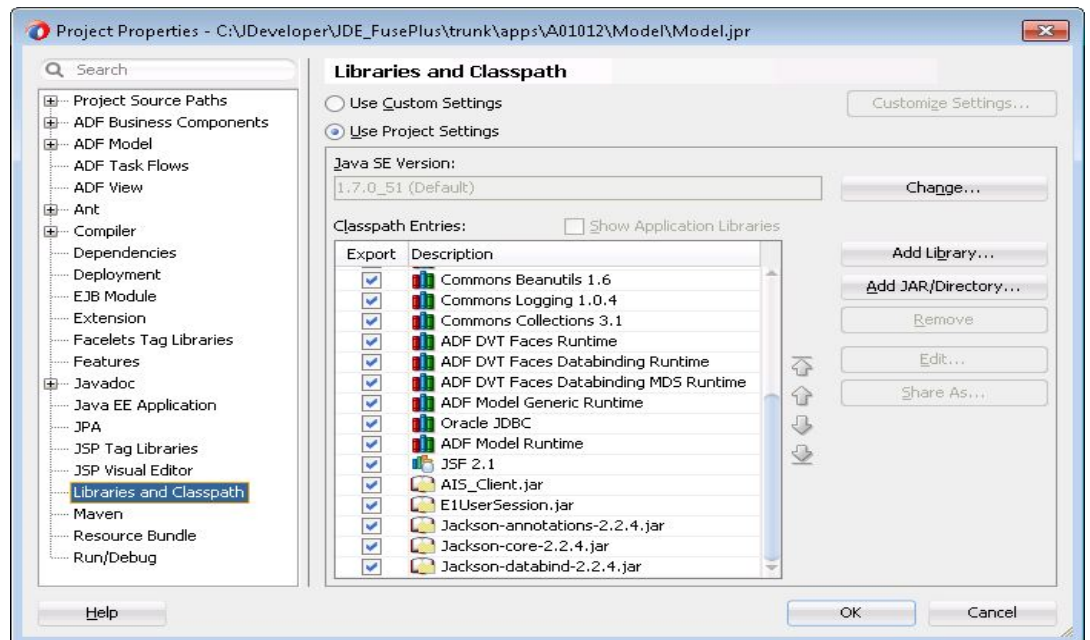 Project Properties - C:\JDeveloper\JDE_FusePlus\trunk\apps\A01012\Model\Model.jpr
Search
Project Source Paths
ADF Business Components
ADF Model
ADF Task Flows
ADF View
Ant
Compiler
Dependencies
Deployment
EJB Module
Extension
Facelets Tag Libraries
Features
Javadoc
Java EE Application
JPA
JSP Tag Libraries
JSP Visual Editor
Libraries and Classpath
Maven
Resource Bundle
Run/Debug
Libraries and Classpath
Use Custom Settings
Customize Settings...
Use Project Settings
Java SE Version:
1.7.0_51 (Default)
Change...
Classpath Entries:
Show Application Libraries
Export Description
Commons Beanutils 1.6
Commons Logging 1.0.4
Commons Collections 3.1
ADF DVT Faces Runtime
ADF DVT Faces Databinding Runtime
ADF DVT Faces Databinding MDS Runtime
ADF Model Generic Runtime
Oracle JDBC
ADF Model Runtime
JSF 2.1
AIS_Client.jar
E1UserSession.jar
Jackson-annotations-2.2.4.jar
Jackson-core-2.2.4.jar
Jackson-databind-2.2.4.jar
Add Library...
Add JAR/Directory...
Remove
Edit...
Share As...
Help
OK
Cancel